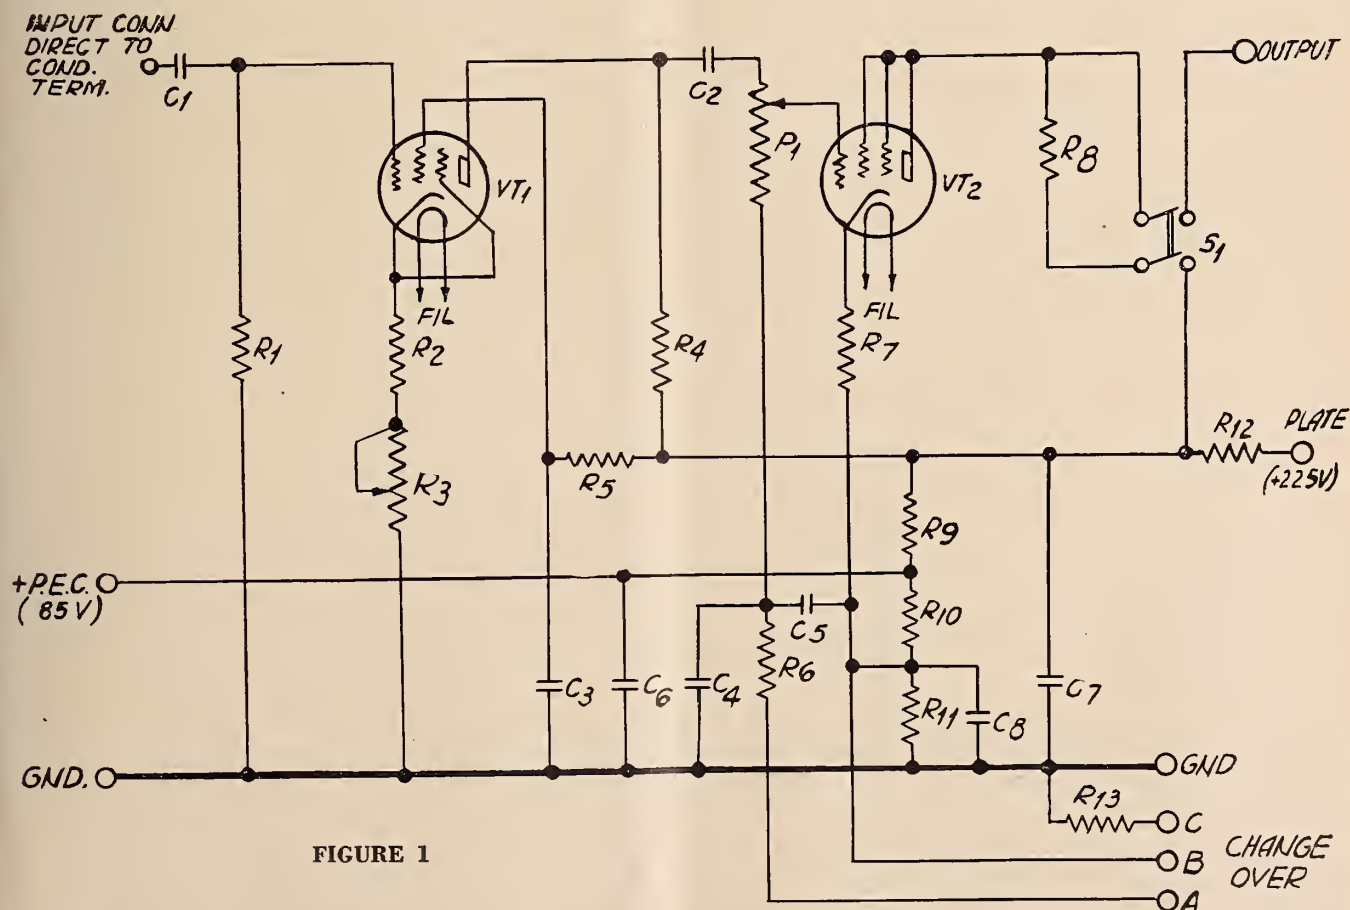 INPUT CONN
DIRECT TO
COND.
TERM.
C1
C2
P1
VT1
VT2
R8
S1
OUTPUT
FIL
FIL
R1
R2
R4
R7
R3
R5
R12
PLATE
(+225V)
R9
+P.E.C.
(85V)
R10
C5
R6
C3
C6
C4
R11
C8
C7
GND.
GND
R13
C
B
A
CHANGE
OVER
FIGURE 1